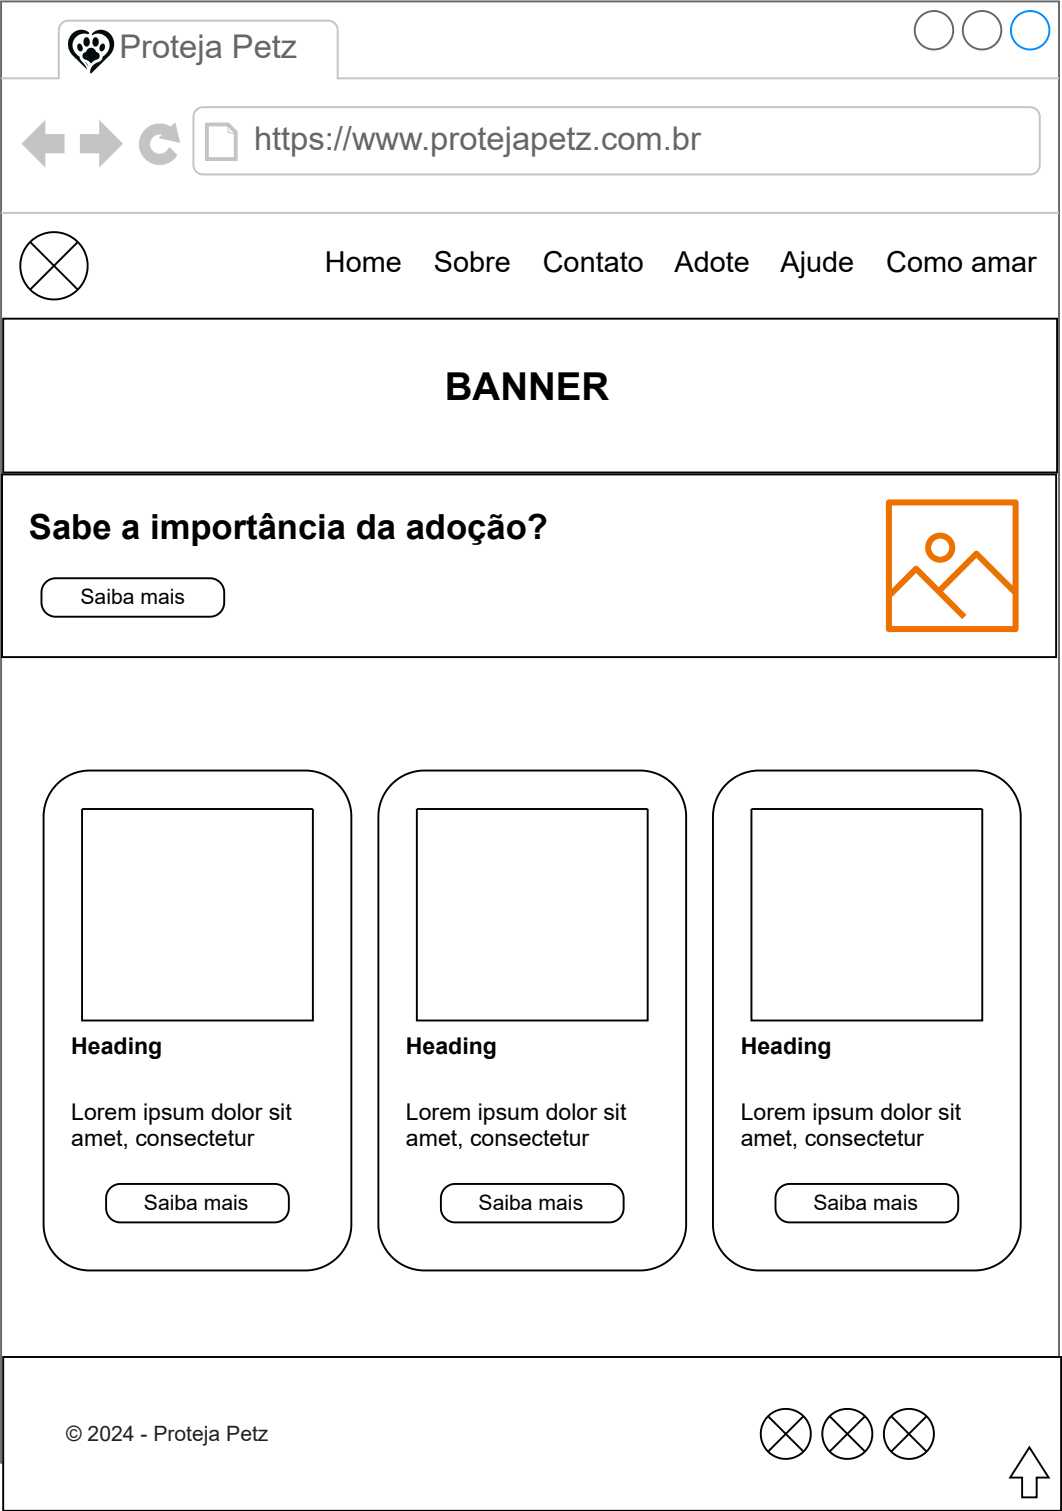 Proteja Petz
https://www.protejapetz.com.br
Home Sobre Contato Adote Ajude Como amar
BANNER
Sabe a importância da adoção?
Saiba mais
Heading
Lorem ipsum dolor sit
amet, consectetur
Saiba mais
Heading
Lorem ipsum dolor sit
amet, consectetur
Saiba mais
Heading
Lorem ipsum dolor sit
amet, consectetur
Saiba mais
© 2024 - Proteja Petz